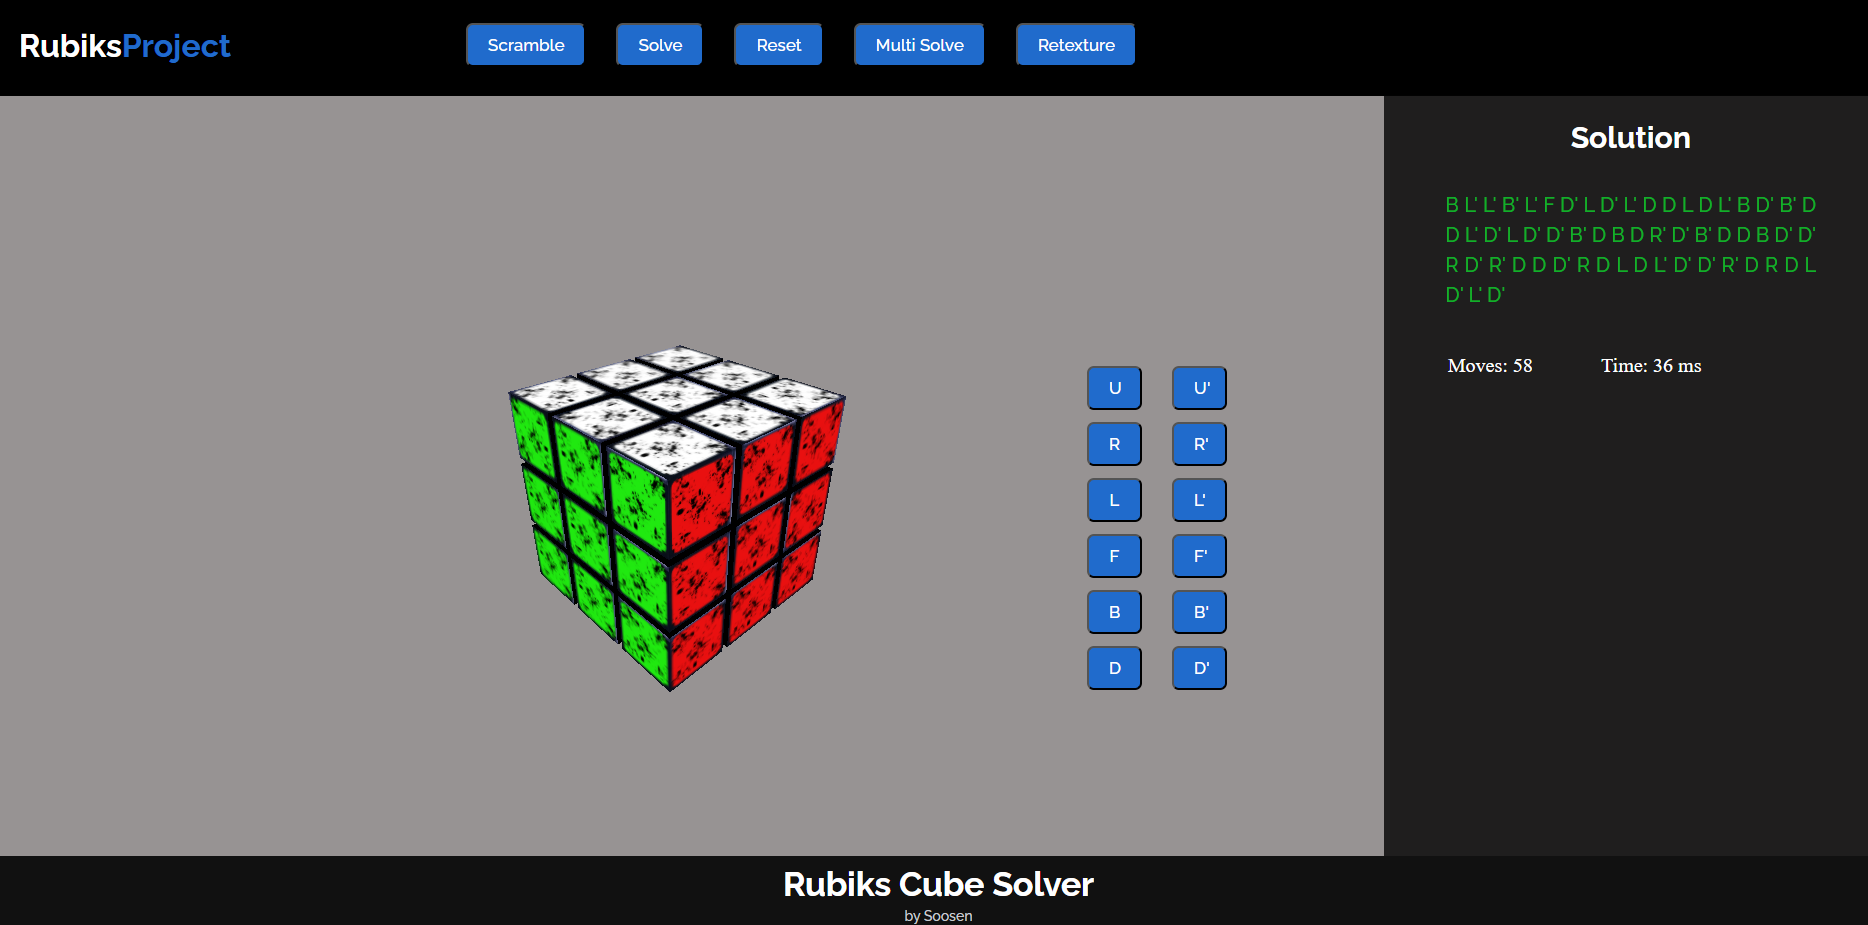 RubiksProject
Scramble
Solve
Reset
Multi Solve
Retexture
Solution
B L' L' B' L' F D' L D' L' D D L D L' B D' B' D
D L' D' L D' D' B' D B D R' D' B' D D B D' D'
R D' R' D D D' R D L D L' D' D' R' D R D L
D' L' D'
Moves: 58
Time: 36 ms
U
U'
R
R'
L
L'
F
F'
B
B'
D
D'
Rubiks Cube Solver
by Soosen